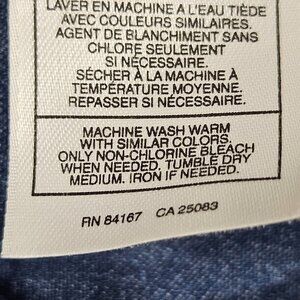 LAVER EN MACHINE A L'EAU TIÈDE
AVEC COULEURS SIMILAIRES.
AGENT DE BLANCHIMENT SANS
CHLORE SEULEMENT
SI NÉCESSAIRE.
SÉCHER À LA MACHINE À
TEMPÉRATURE MOYENNE.
REPASSER SI NÉCESSAIRE.
MACHINE WASH WARM
WITH SIMILAR COLORS
ONLY NON-CHLORINE BLEACH
WHEN NEEDED. TUMBLE DRY
MEDIUM. IRON IF NEEDED.
RN 84167 CA 25083